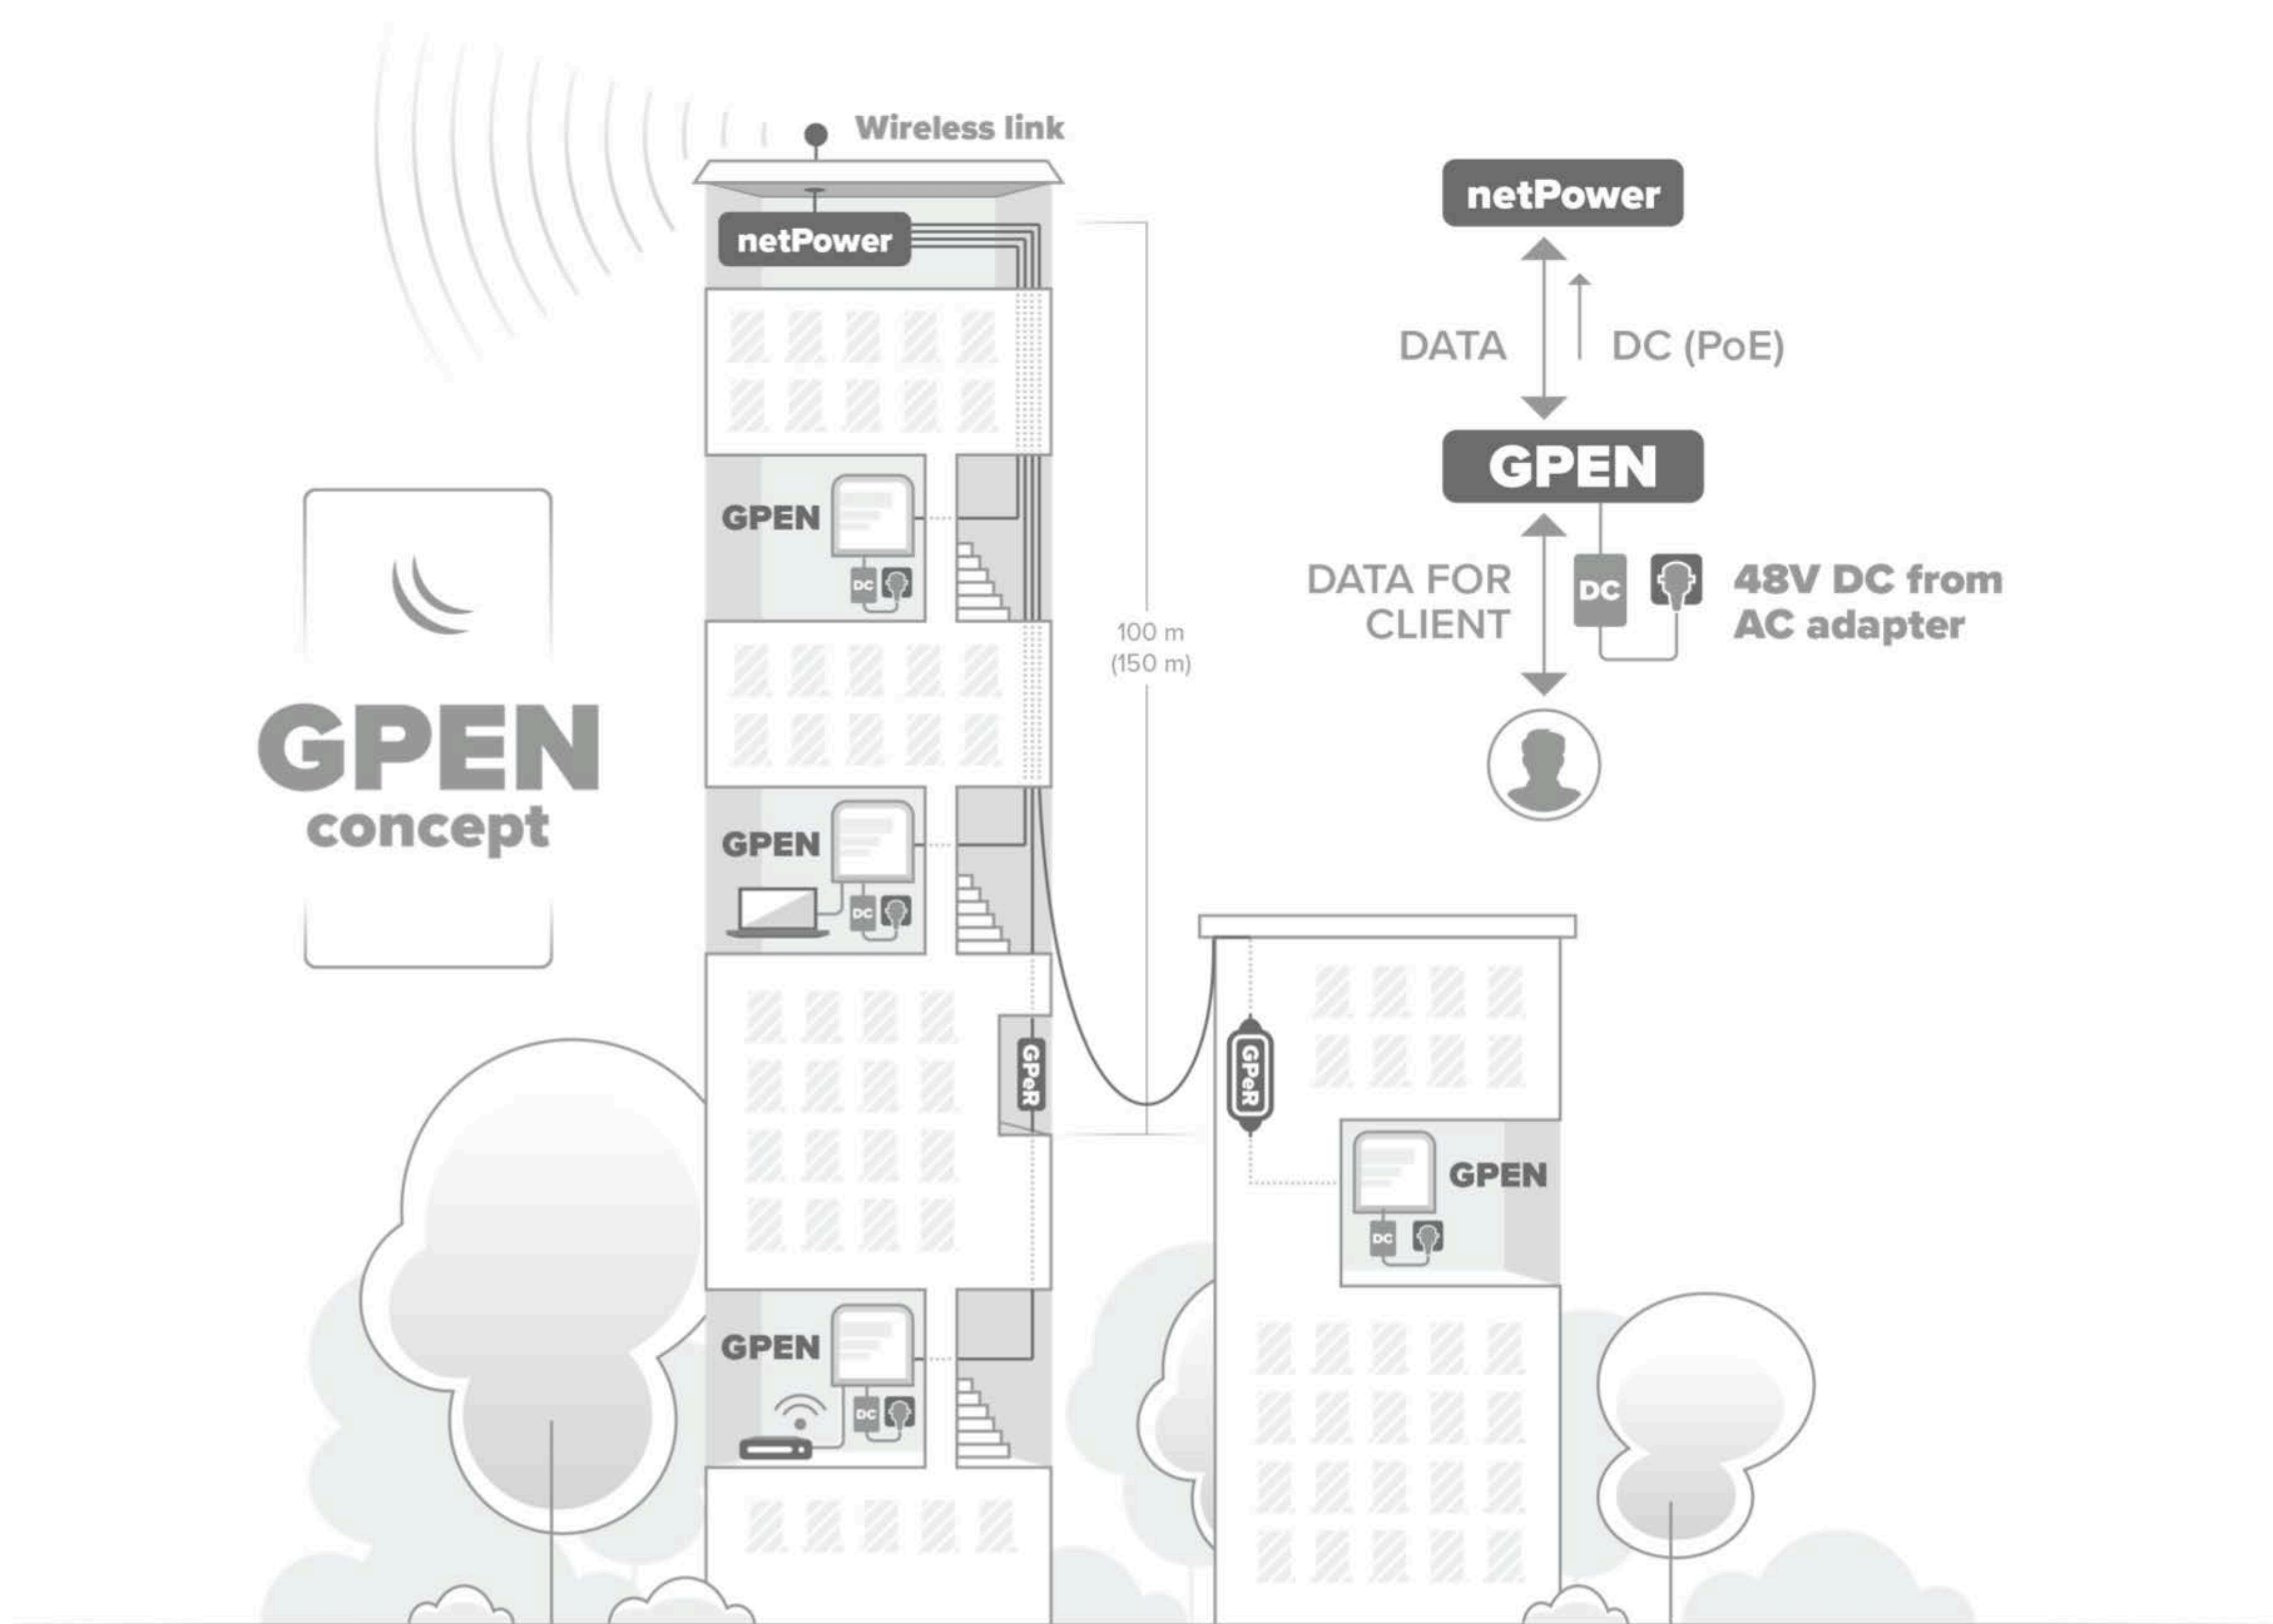 Wireless link
netPower
GPEN
DC
GPEN
DC
GPeR
GPEN
DC
100 m
(150 m)
GPeR
GPEN
DC
GPEN
concept
netPower
DATA
DC (PoE)
GPEN
DATA FOR
CLIENT
DC
48V DC from
AC adapter